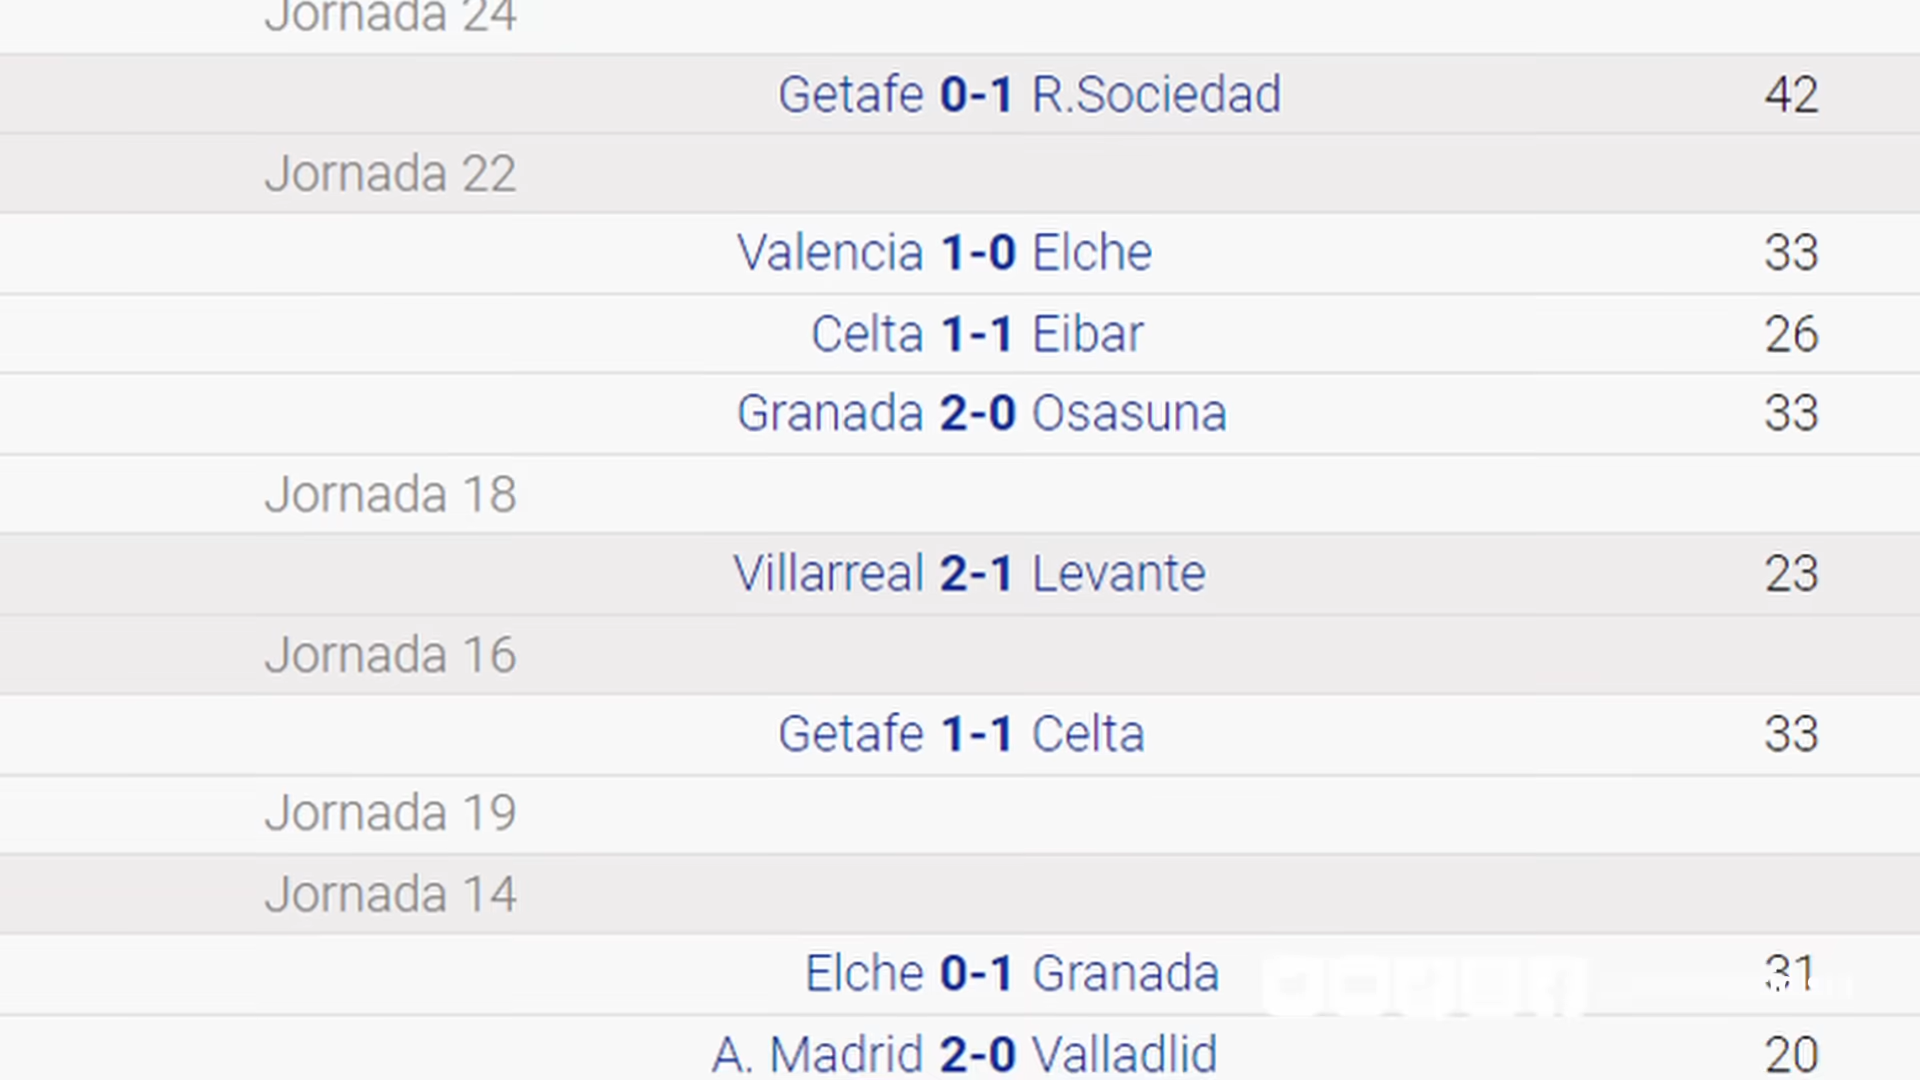 Jornada 24
Getafe 0-1 R.Sociedad 42
Jornada 22
Valencia 1-0 Elche 33
Celta 1-1 Eibar 26
Granada 2-0 Osasuna 33
Jornada 18
Villarreal 2-1 Levante 23
Jornada 16
Getafe 1-1 Celta 33
Jornada 19
Jornada 14
Elche 0-1 Granada 31
A. Madrid 2-0 Valladlid 20